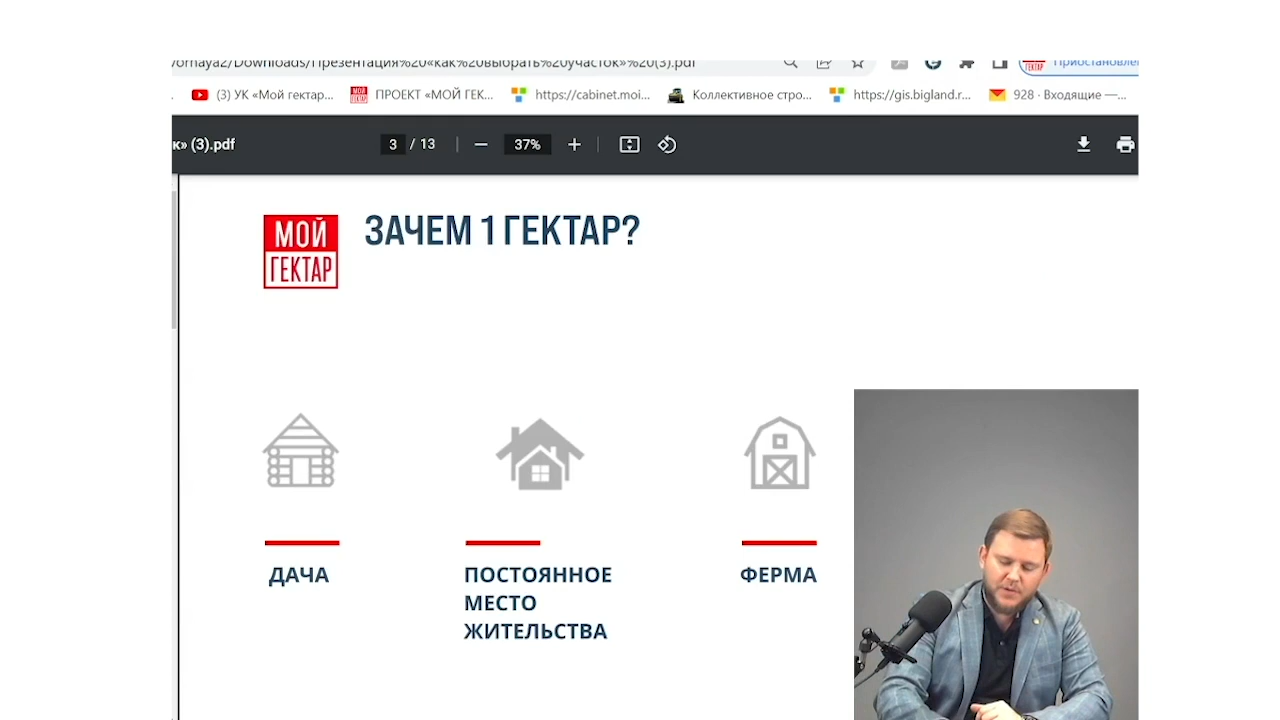 /ornaya2/Downloads/Презентация%20«как%20выбрать%20участок»%20(3).pdf
Приостановлен
(3) УК «Мой гектар...
ПРОЕКТ «МОЙ ГЕК...
https://cabinet.moi...
Коллективное стро...
https://gis.bigland.r...
928 · Входящие —...
к» (3).pdf
3 / 13
37%
МОЙ
ГЕКТАР
ЗАЧЕМ 1 ГЕКТАР?
ДАЧА
ПОСТОЯННОЕ
МЕСТО
ЖИТЕЛЬСТВА
ФЕРМА